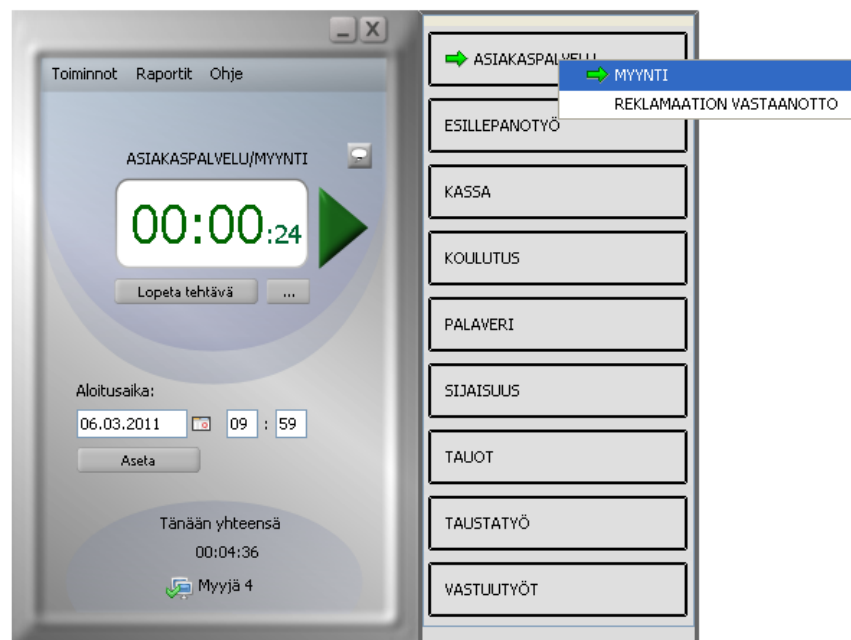 Toiminnot Raportit Ohje
ASIAKASPALVELU/MYYNTI
00:00:24
Lopeta tehtävä ...
Aloitusaika:
06.03.2011 09 : 59
Aseta
Tänään yhteensä
00:04:36
Myyjä 4
ASIAKASPALVELU
MYYNTI
REKLAMAATION VASTAANOTTO
ESILLEPANOTYÖ
KASSA
KOULUTUS
PALAVERI
SIJAISUUS
TAUOT
TAUSTATYÖ
VASTUUTYÖT